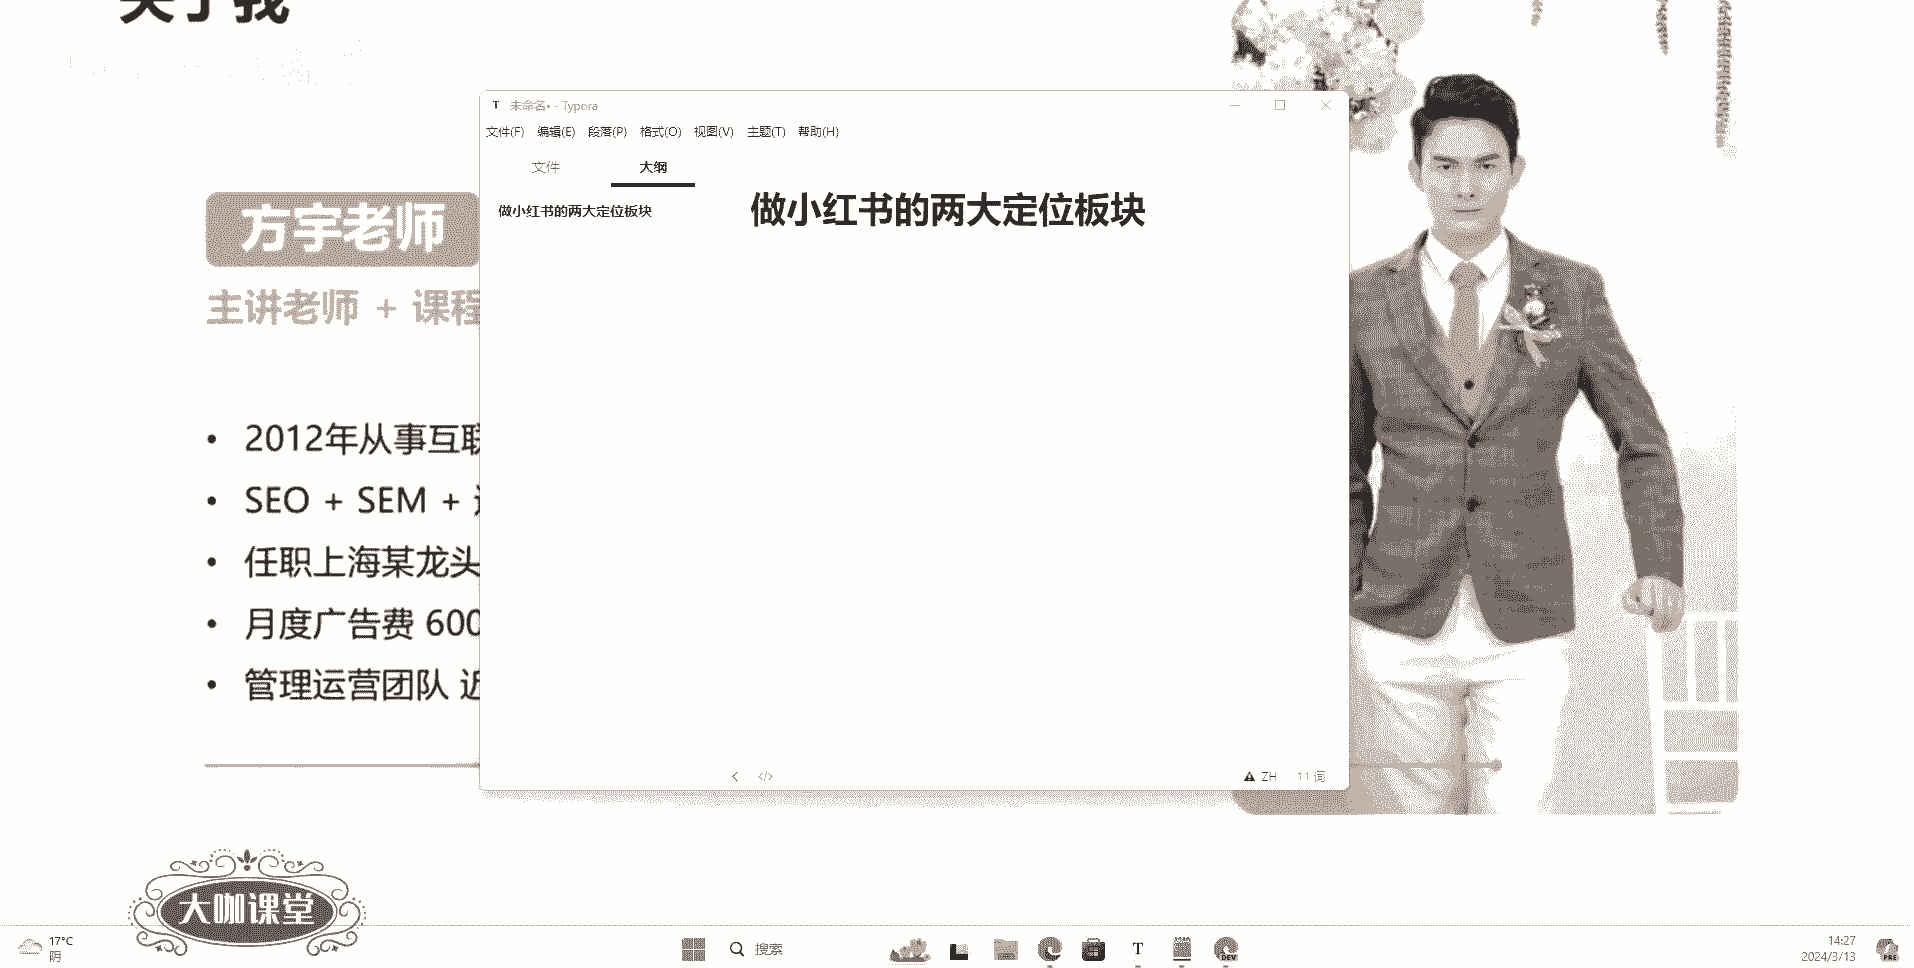 关于我
方宇老师
主讲老师 + 课程
2012年从事互联
SEO + SEM +
任职上海某龙头
月度广告费 600
管理运营团队 近
未命名• - Typora
文件(F) 编辑(E) 段落(P) 格式(O) 视图(V) 主题(T) 帮助(H)
文件 大纲
做小红书的两大定位板块
做小红书的两大定位板块
ZH 11 词
大咖课堂
17°C
阴
搜索
T
DEV
14:27
2024/3/13
PRE